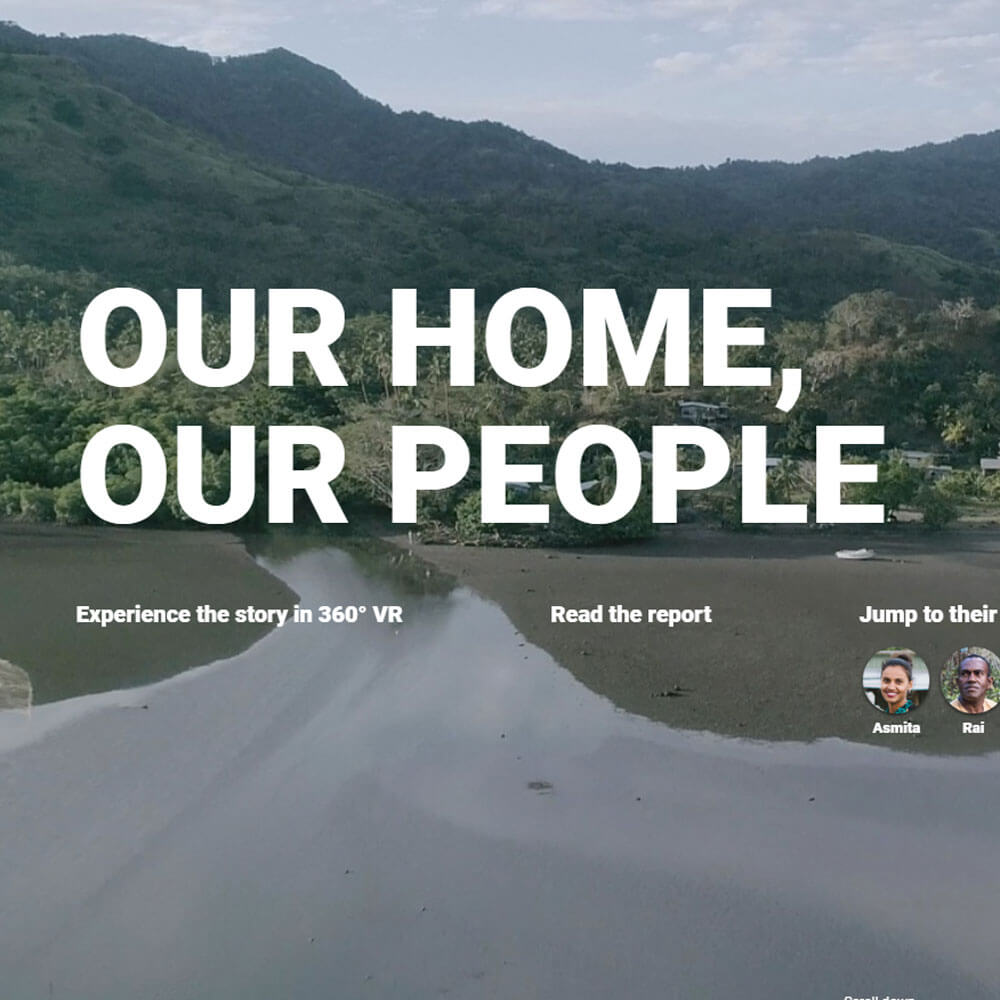 OUR HOME,
OUR PEOPLE
Experience the story in 360° VR
Read the report
Jump to their
Asmita
Rai